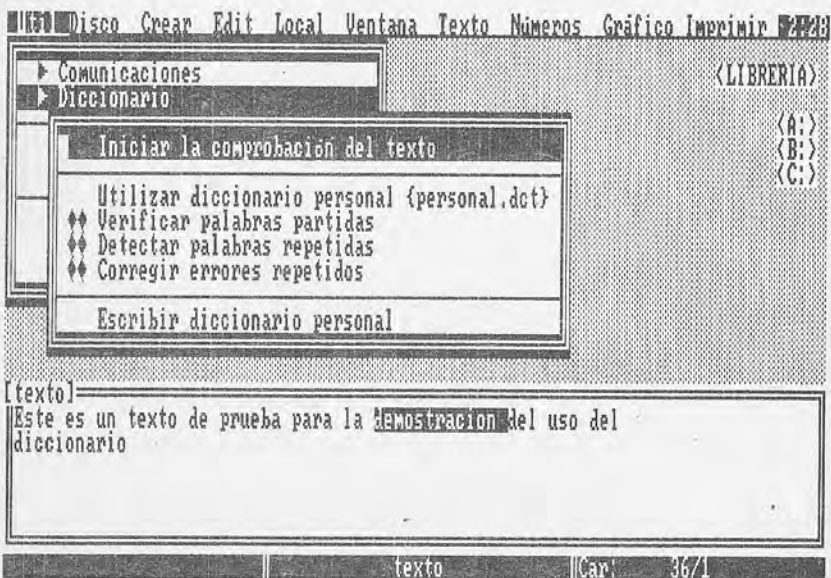 Disco Crear Edit Local Ventana Texto Números Gráfico Imprimir
▶ Comunicaciones
▶ Diccionario
<LIBRERIA>
<A:>
<B:>
<C:>
Iniciar la comprobación del texto
Utilizar diccionario personal {personal.dct}
♦♦ Verificar palabras partidas
♦♦ Detectar palabras repetidas
♦♦ Corregir errores repetidos
Escribir diccionario personal
[texto]
Este es un texto de prueba para la demostracion del uso del
diccionario
texto Car: 36/1